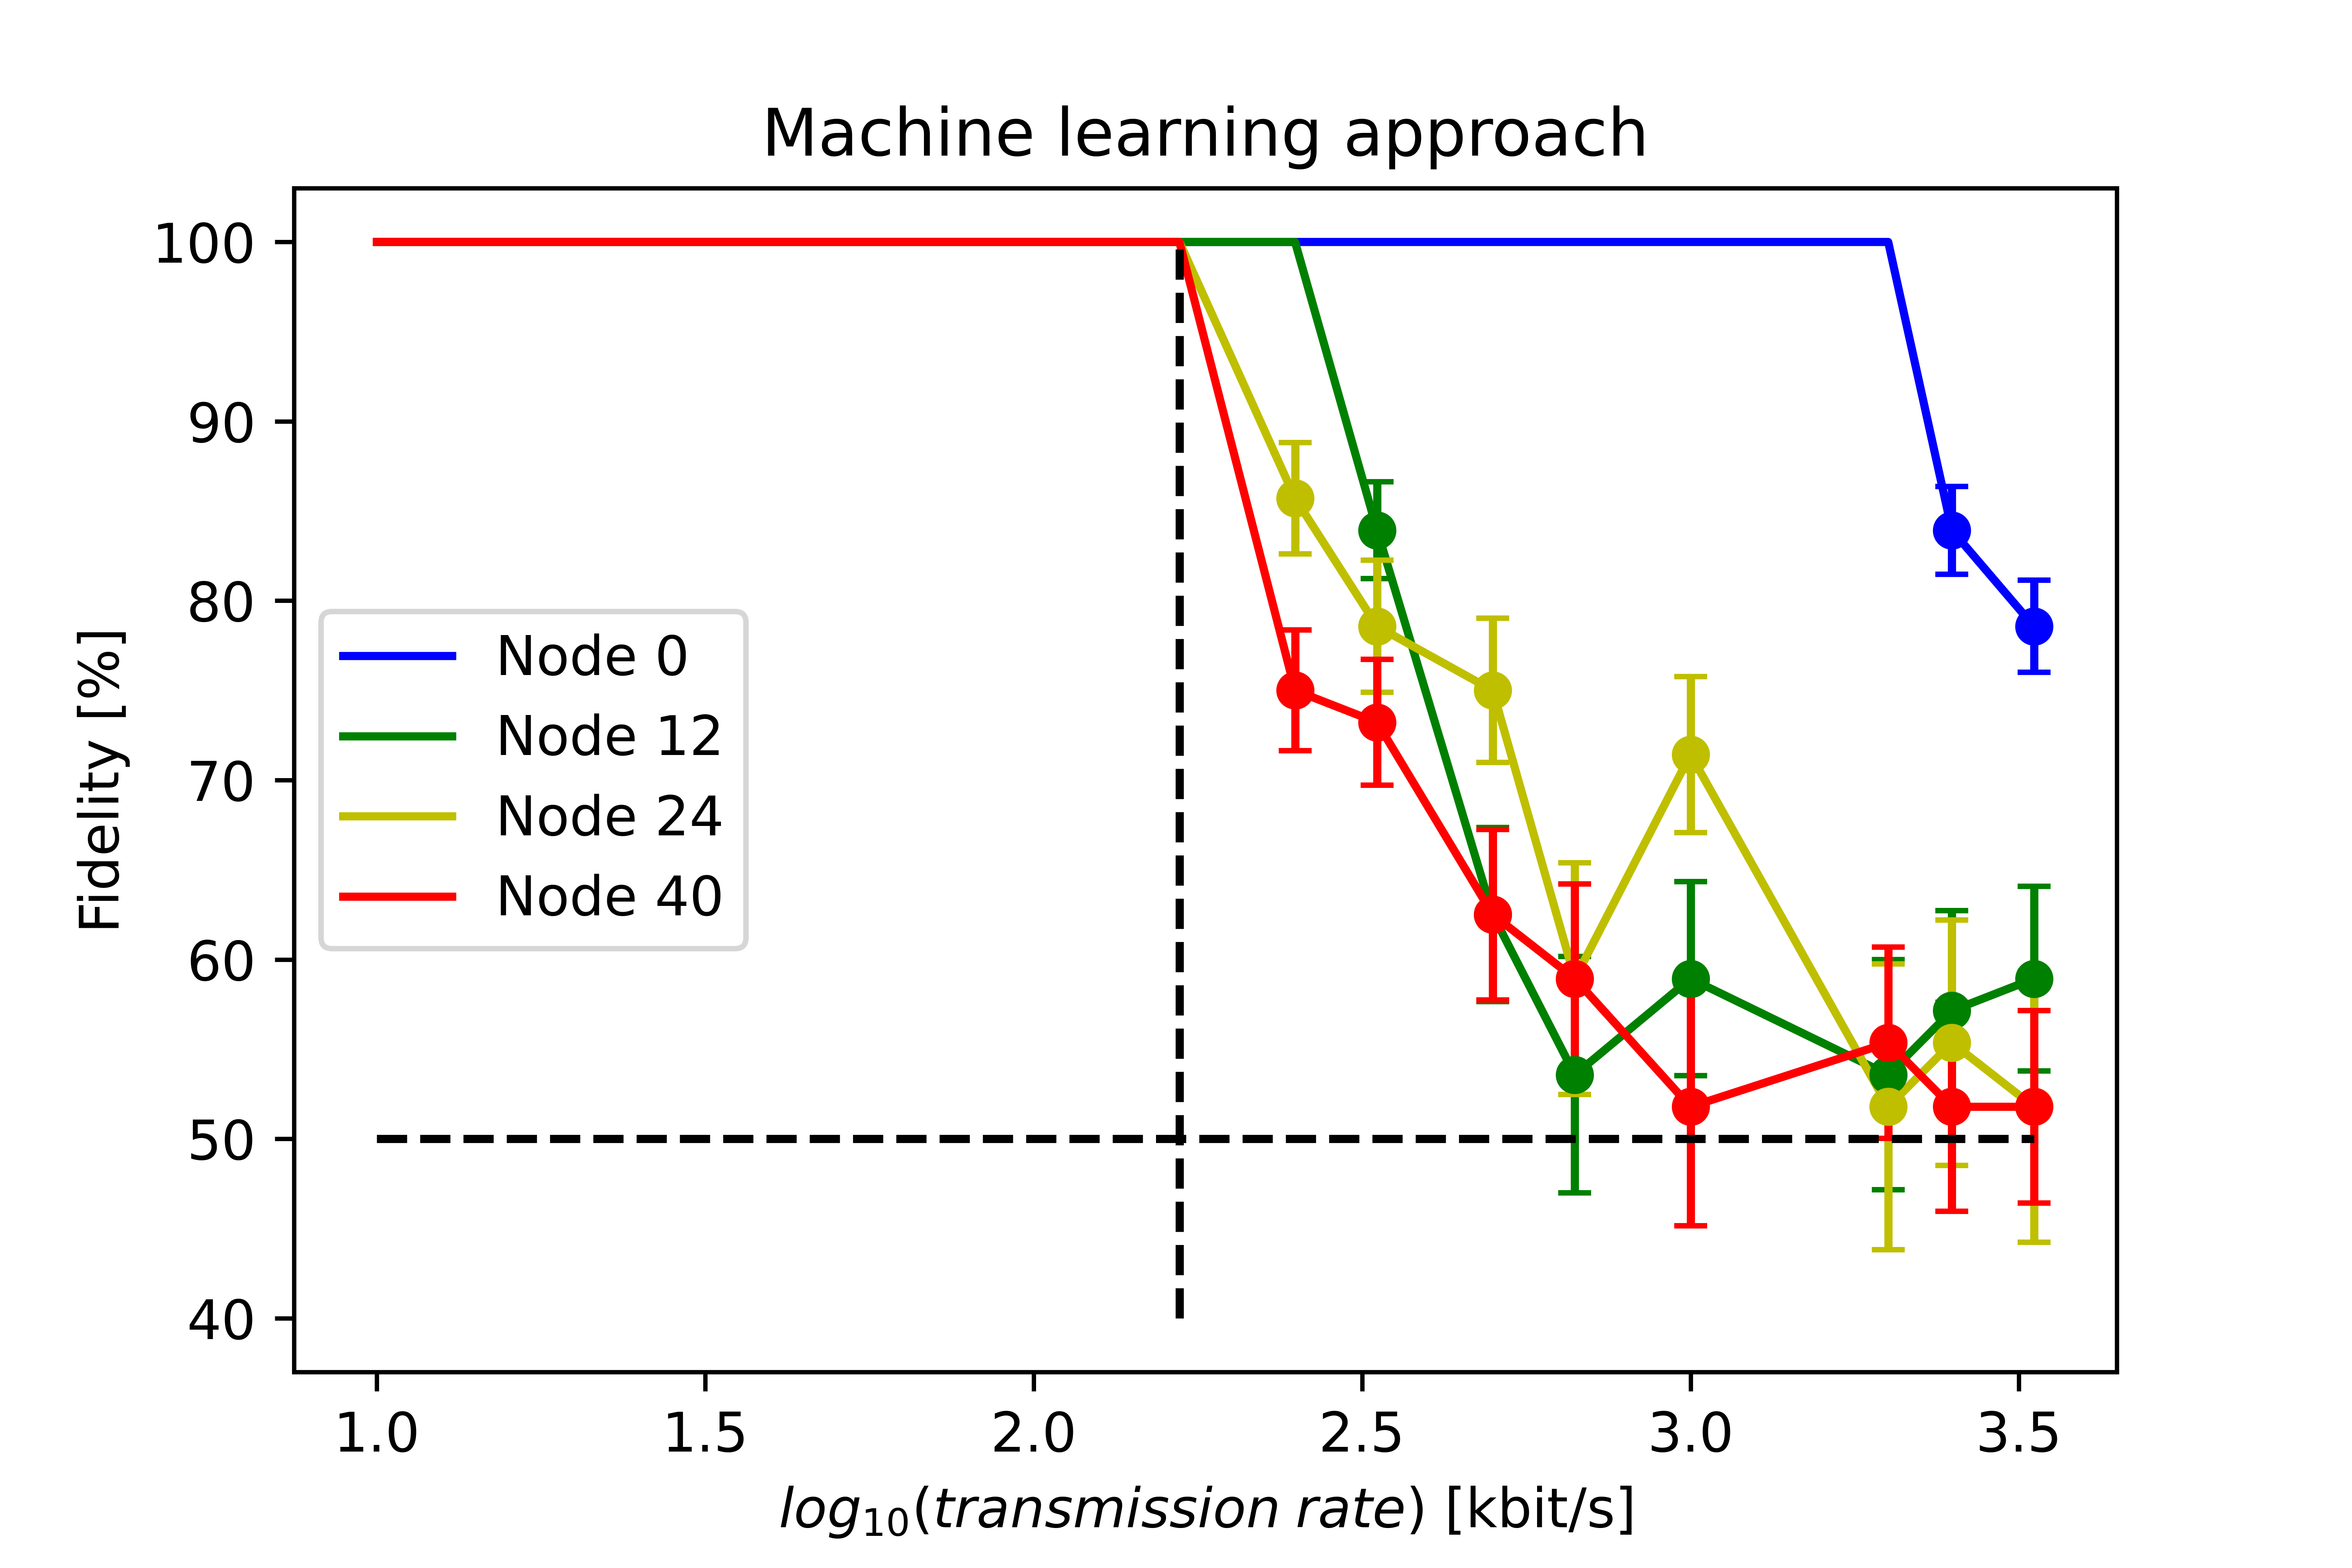 Machine learning approach
100
90
80
70
60
50
40
Fidelity [%]
Node 0
Node 12
Node 24
Node 40
1.0 1.5 2.0 2.5 3.0 3.5
log₁₀(transmission rate) [kbit/s]